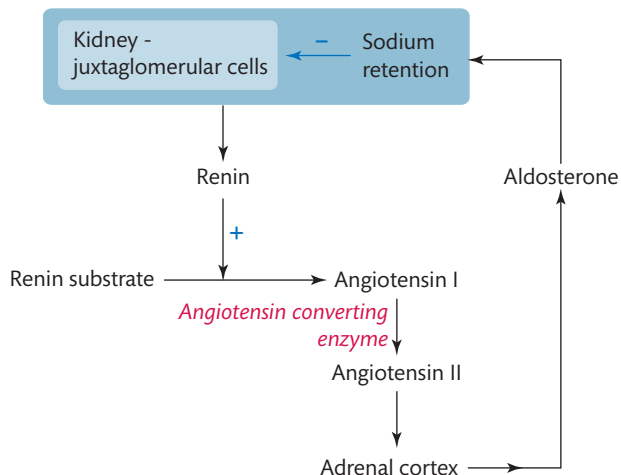 Kidney -
juxtaglomerular cells
–
Sodium
retention
Renin
Aldosterone
+
Renin substrate
Angiotensin I
Angiotensin converting
enzyme
Angiotensin II
Adrenal cortex